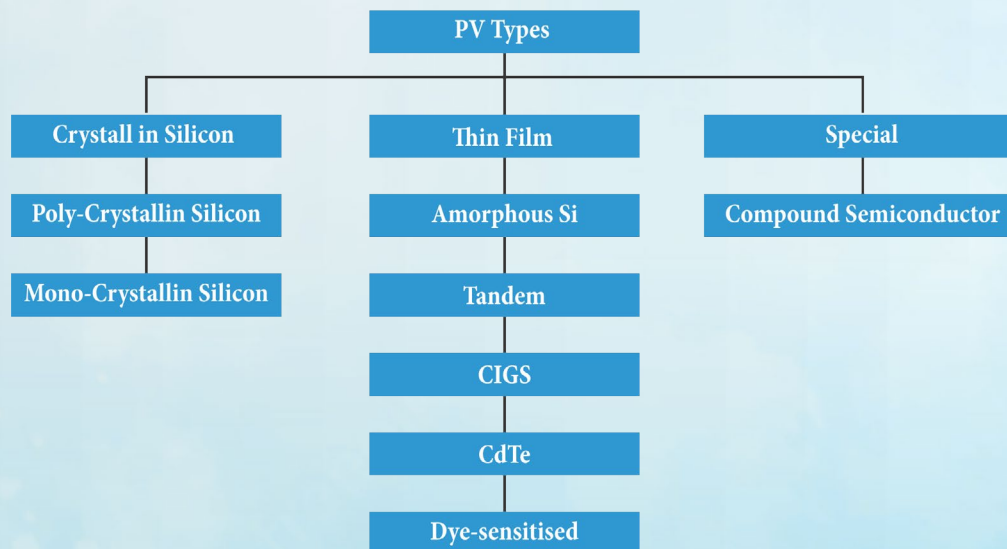 PV Types
Crystall in Silicon
Poly-Crystallin Silicon
Mono-Crystallin Silicon
Thin Film
Amorphous Si
Tandem
CIGS
CdTe
Dye-sensitised
Special
Compound Semiconductor